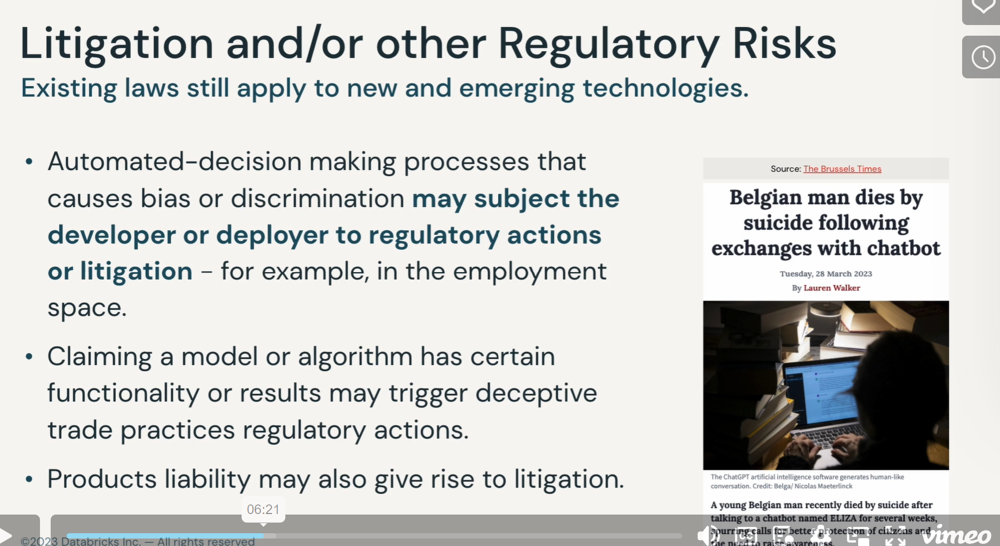 Litigation and/or other Regulatory Risks
Existing laws still apply to new and emerging technologies.
• Automated-decision making processes that
causes bias or discrimination may subject the
developer or deployer to regulatory actions
or litigation – for example, in the employment
space.
• Claiming a model or algorithm has certain
functionality or results may trigger deceptive
trade practices regulatory actions.
• Products liability may also give rise to litigation.
Source: The Brussels Times
Belgian man dies by
suicide following
exchanges with chatbot
Tuesday, 28 March 2023
By Lauren Walker
The ChatGPT artificial intelligence software generates human-like
conversation. Credit: Belga/ Nicolas Maeterlinck
A young Belgian man recently died by suicide after
talking to a chatbot named ELIZA for several weeks,
spurring calls for better protection of citizens and
the need to raise awareness.
06:21
CC
vimeo
©2023 Databricks Inc. — All rights reserved